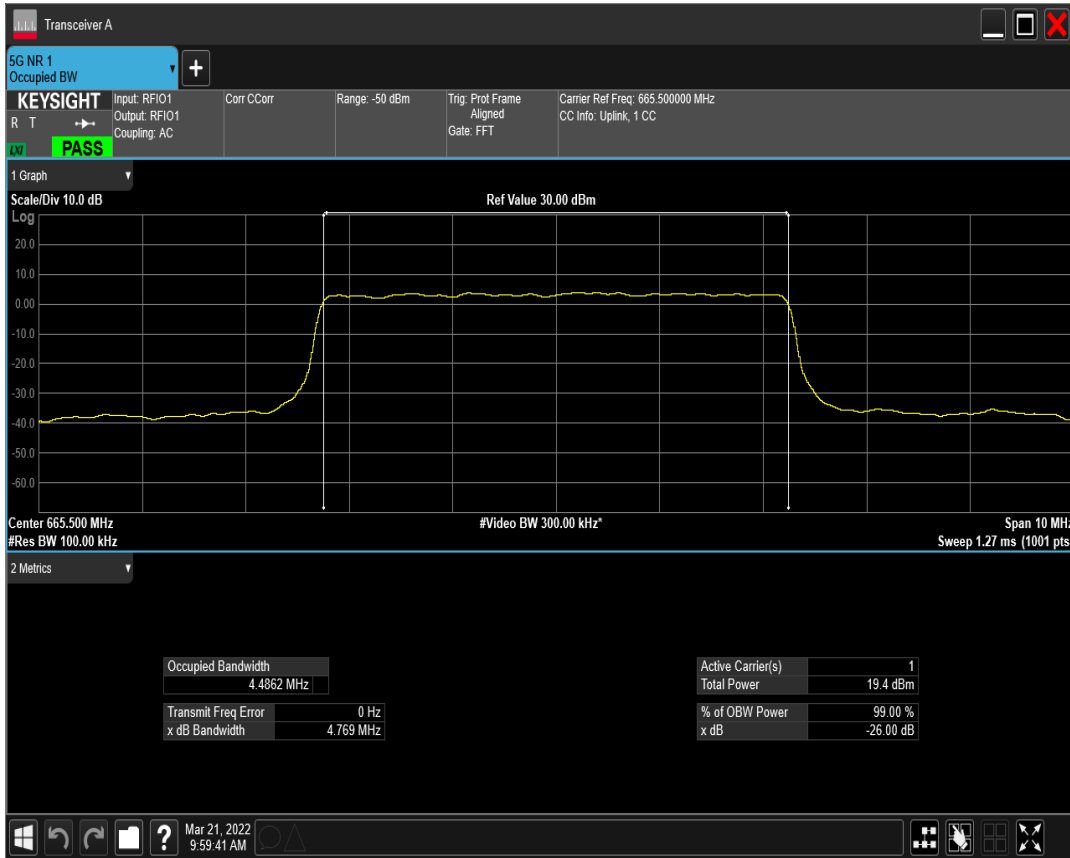 Transceiver A
5G NR 1
Occupied BW
KEYSIGHT
R T
LXI
PASS
Input: RFIO1
Output: RFIO1
Coupling: AC
Corr CCorr
Range: -50 dBm
Trig: Prot Frame
Aligned
Gate: FFT
Carrier Ref Freq: 665.500000 MHz
CC Info: Uplink, 1 CC
1 Graph
Scale/Div 10.0 dB
Ref Value 30.00 dBm
Log
20.0
10.0
0.00
-10.0
-20.0
-30.0
-40.0
-50.0
-60.0
Center 665.500 MHz
#Video BW 300.00 kHz*
Span 10 MHz
#Res BW 100.00 kHz
Sweep 1.27 ms (1001 pts
2 Metrics
Occupied Bandwidth
4.4862 MHz
Transmit Freq Error 0 Hz
x dB Bandwidth 4.769 MHz
Active Carrier(s) 1
Total Power 19.4 dBm
% of OBW Power 99.00 %
x dB -26.00 dB
?
Mar 21, 2022
9:59:41 AM